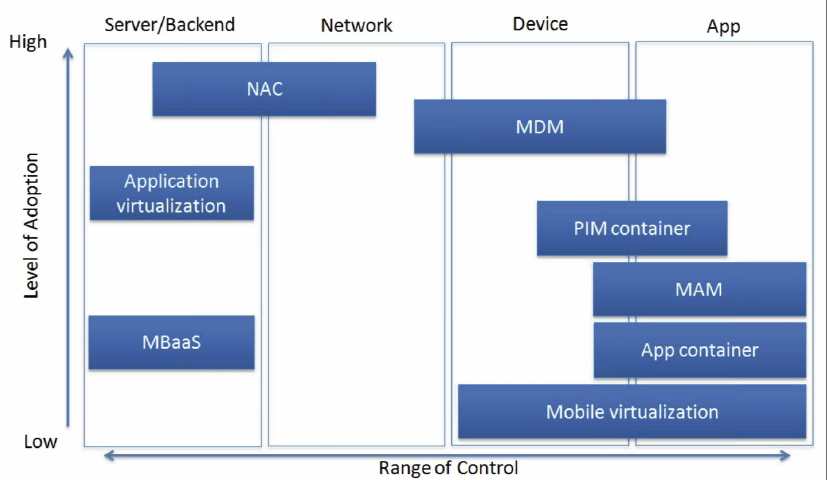 Server/Backend
Network
Device
App
High
NAC
MDM
Application
virtualization
PIM container
MAM
MBaaS
App container
Mobile virtualization
Level of Adoption
Low
Range of Control